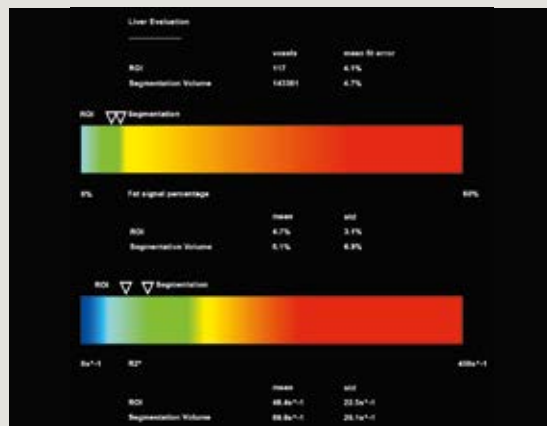 Liver Evaluation
voxels mean fit error
ROI 117 4.1%
Segmentation Volume 143381 4.7%
ROI Segmentation
0% Fat signal percentage 60%
mean std
ROI 4.7% 3.1%
Segmentation Volume 5.1% 6.9%
ROI Segmentation
R2*
mean std
ROI
Segmentation Volume